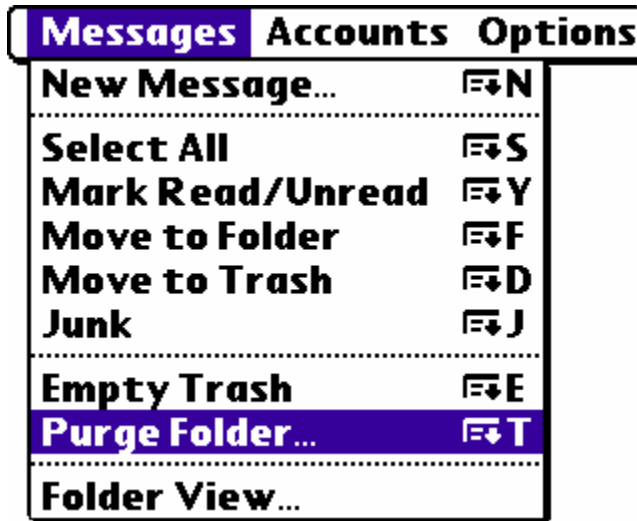 Messages Accounts Options
New Message... N
Select All S
Mark Read/Unread Y
Move to Folder F
Move to Trash D
Junk J
Empty Trash E
Purge Folder... T
Folder View...